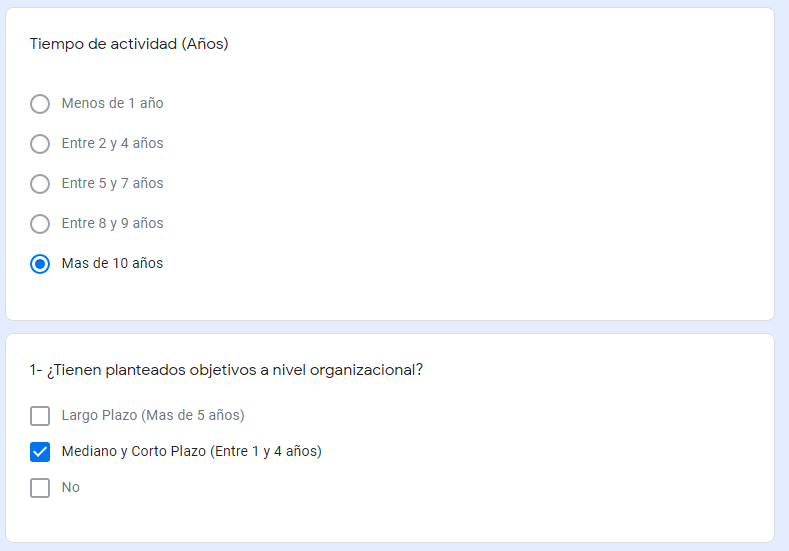 Tiempo de actividad (Años)
Menos de 1 año
Entre 2 y 4 años
Entre 5 y 7 años
Entre 8 y 9 años
Mas de 10 años
1- ¿Tienen planteados objetivos a nivel organizacional?
Largo Plazo (Mas de 5 años)
Mediano y Corto Plazo (Entre 1 y 4 años)
No